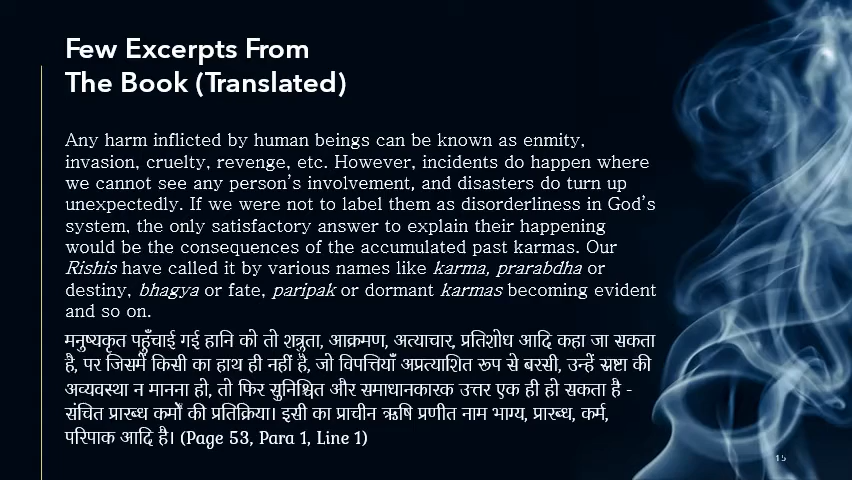 Few Excerpts From
The Book (Translated)
Any harm inflicted by human beings can be known as enmity,
invasion, cruelty, revenge, etc. However, incidents do happen where
we cannot see any person's involvement, and disasters do turn up
unexpectedly. If we were not to label them as disorderliness in God's
system, the only satisfactory answer to explain their happening
would be the consequences of the accumulated past karmas. Our
Rishis have called it by various names like karma, prarabdha or
destiny, bhagya or fate, paripak or dormant karmas becoming evident
and so on.
मनुष्यकृत पहुँचाई गई हानि को तो शत्रुता, आक्रमण, अत्याचार, प्रतिशोध आदि कहा जा सकता
है, पर जिसमें किसी का हाथ ही नहीं है, जो विपत्तियाँ अप्रत्याशित रूप से बरसी, उन्हें स्रष्टा की
अव्यवस्था न मानना हो, तो फिर सुनिश्चित और समाधानकारक उत्तर एक ही हो सकता है -
संचित प्रारब्ध कर्मों की प्रतिक्रिया। इसी का प्राचीन ऋषि प्रणीत नाम भाग्य, प्रारब्ध, कर्म,
परिपाक आदि है। (Page 53, Para 1, Line 1)
15